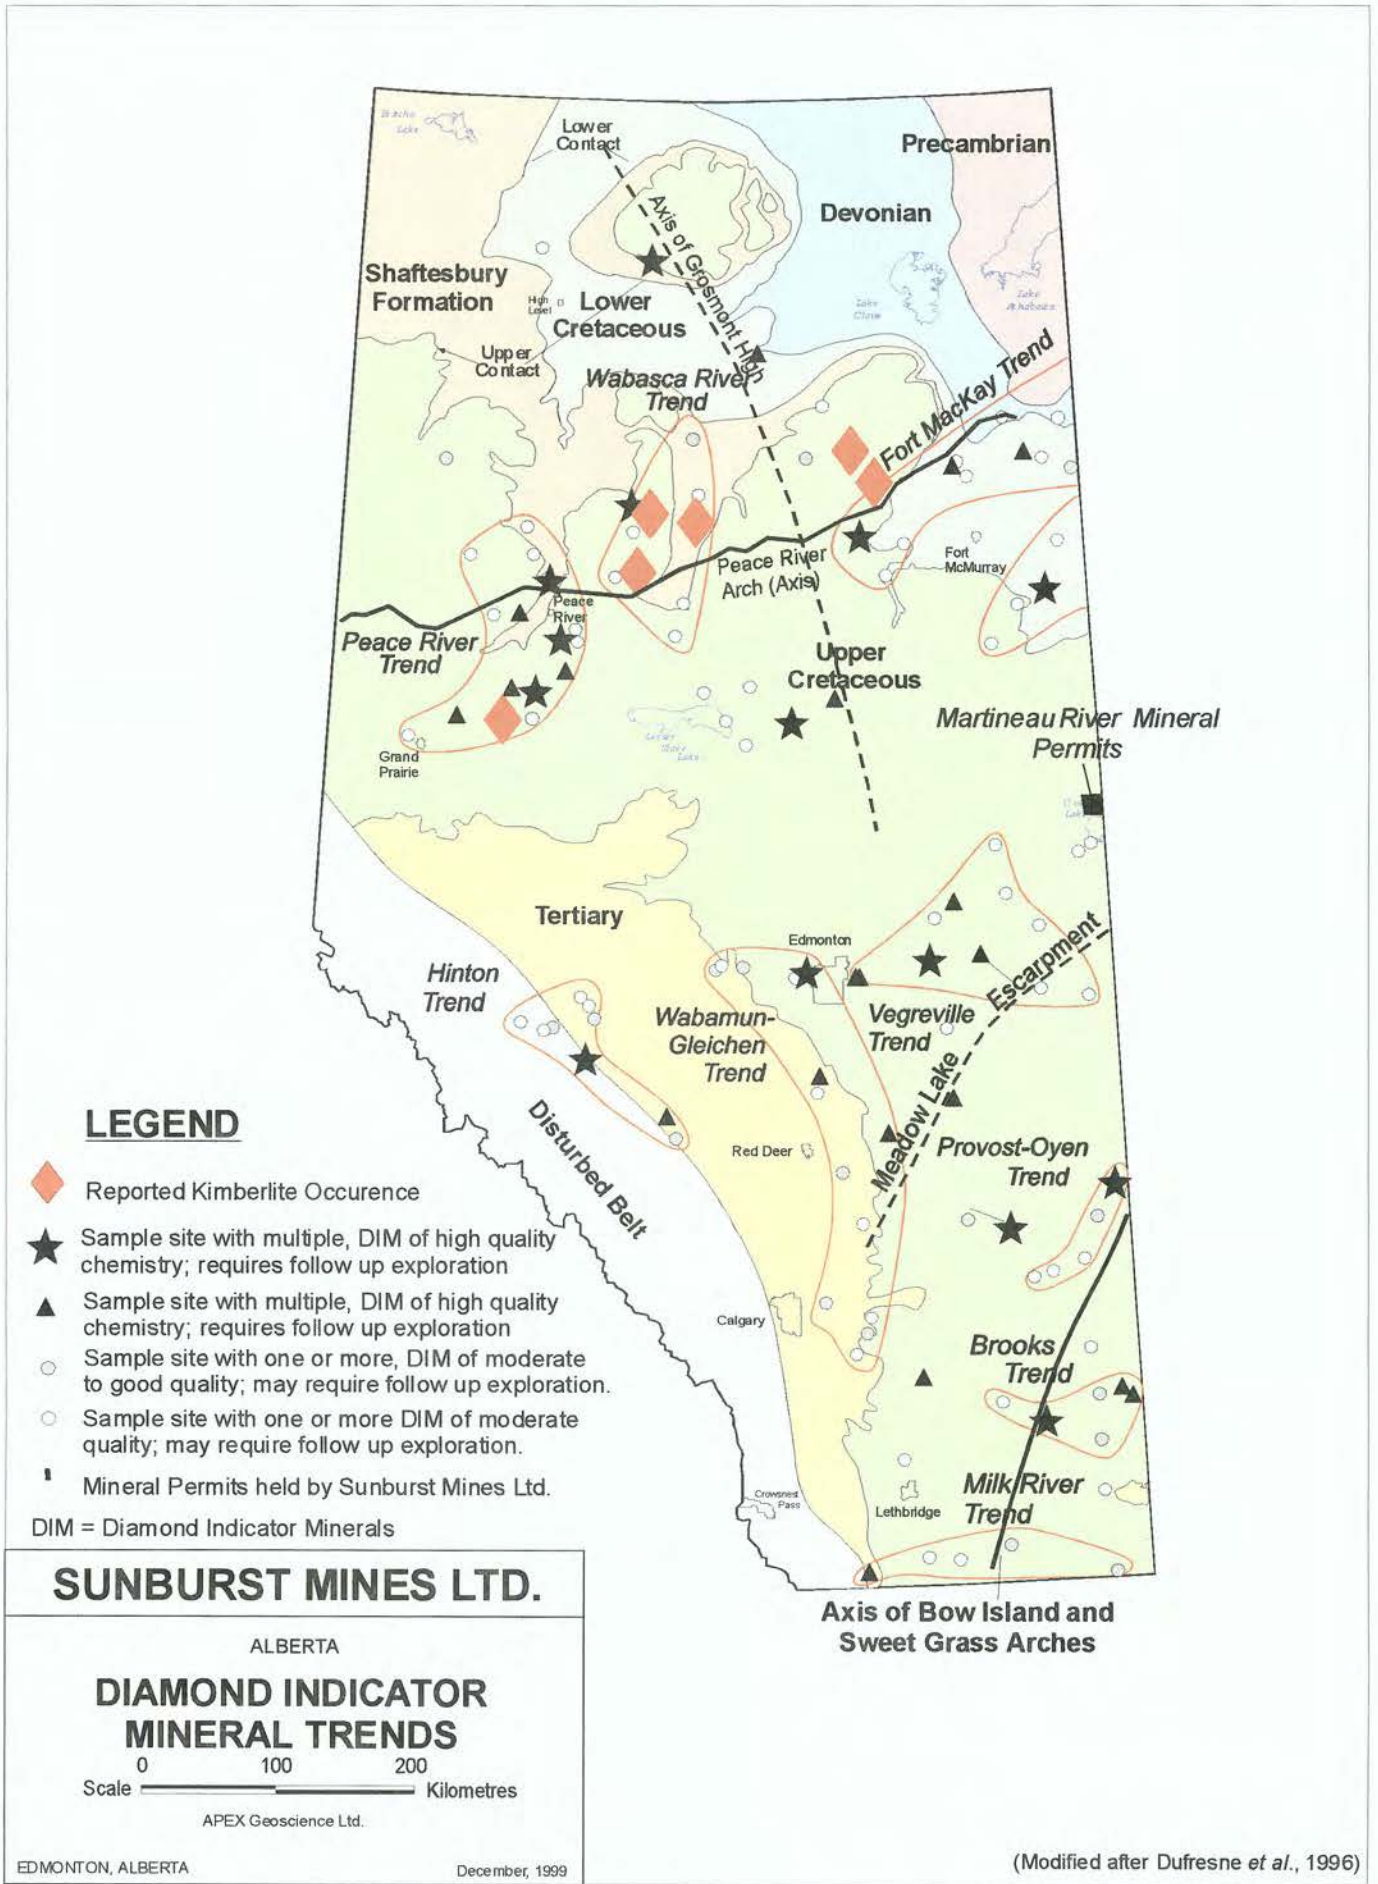 Lower
Contact
Precambrian
Devonian
Axis of Grosmont High
Shaftesbury
Formation
High
Level
Lower
Cretaceous
Lake
Upper
Contact
Wabasca River
Trend
Fort MacKay Trend
Peace River
Arch (Axis)
Fort
McMurray
Peace
River
Peace River
Trend
Upper
Cretaceous
Martineau River Mineral
Permits
Grand
Prairie
Tertiary
Edmonton
Hinton
Trend
Wabamun-
Gleichen
Trend
Vegreville
Trend
Meadow Lake Escarpment
Disturbed Belt
Red Deer
Provost-Oyen
Trend
Calgary
Brooks
Trend
Crowsnest
Pass
Lethbridge
Milk River
Trend
Axis of Bow Island and
Sweet Grass Arches
LEGEND
Reported Kimberlite Occurence
Sample site with multiple, DIM of high quality
chemistry; requires follow up exploration
Sample site with multiple, DIM of high quality
chemistry; requires follow up exploration
Sample site with one or more, DIM of moderate
to good quality; may require follow up exploration.
Sample site with one or more DIM of moderate
quality; may require follow up exploration.
Mineral Permits held by Sunburst Mines Ltd.
DIM = Diamond Indicator Minerals
SUNBURST MINES LTD.
ALBERTA
DIAMOND INDICATOR
MINERAL TRENDS
0 100 200
Scale Kilometres
APEX Geoscience Ltd.
EDMONTON, ALBERTA December, 1999
(Modified after Dufresne et al., 1996)